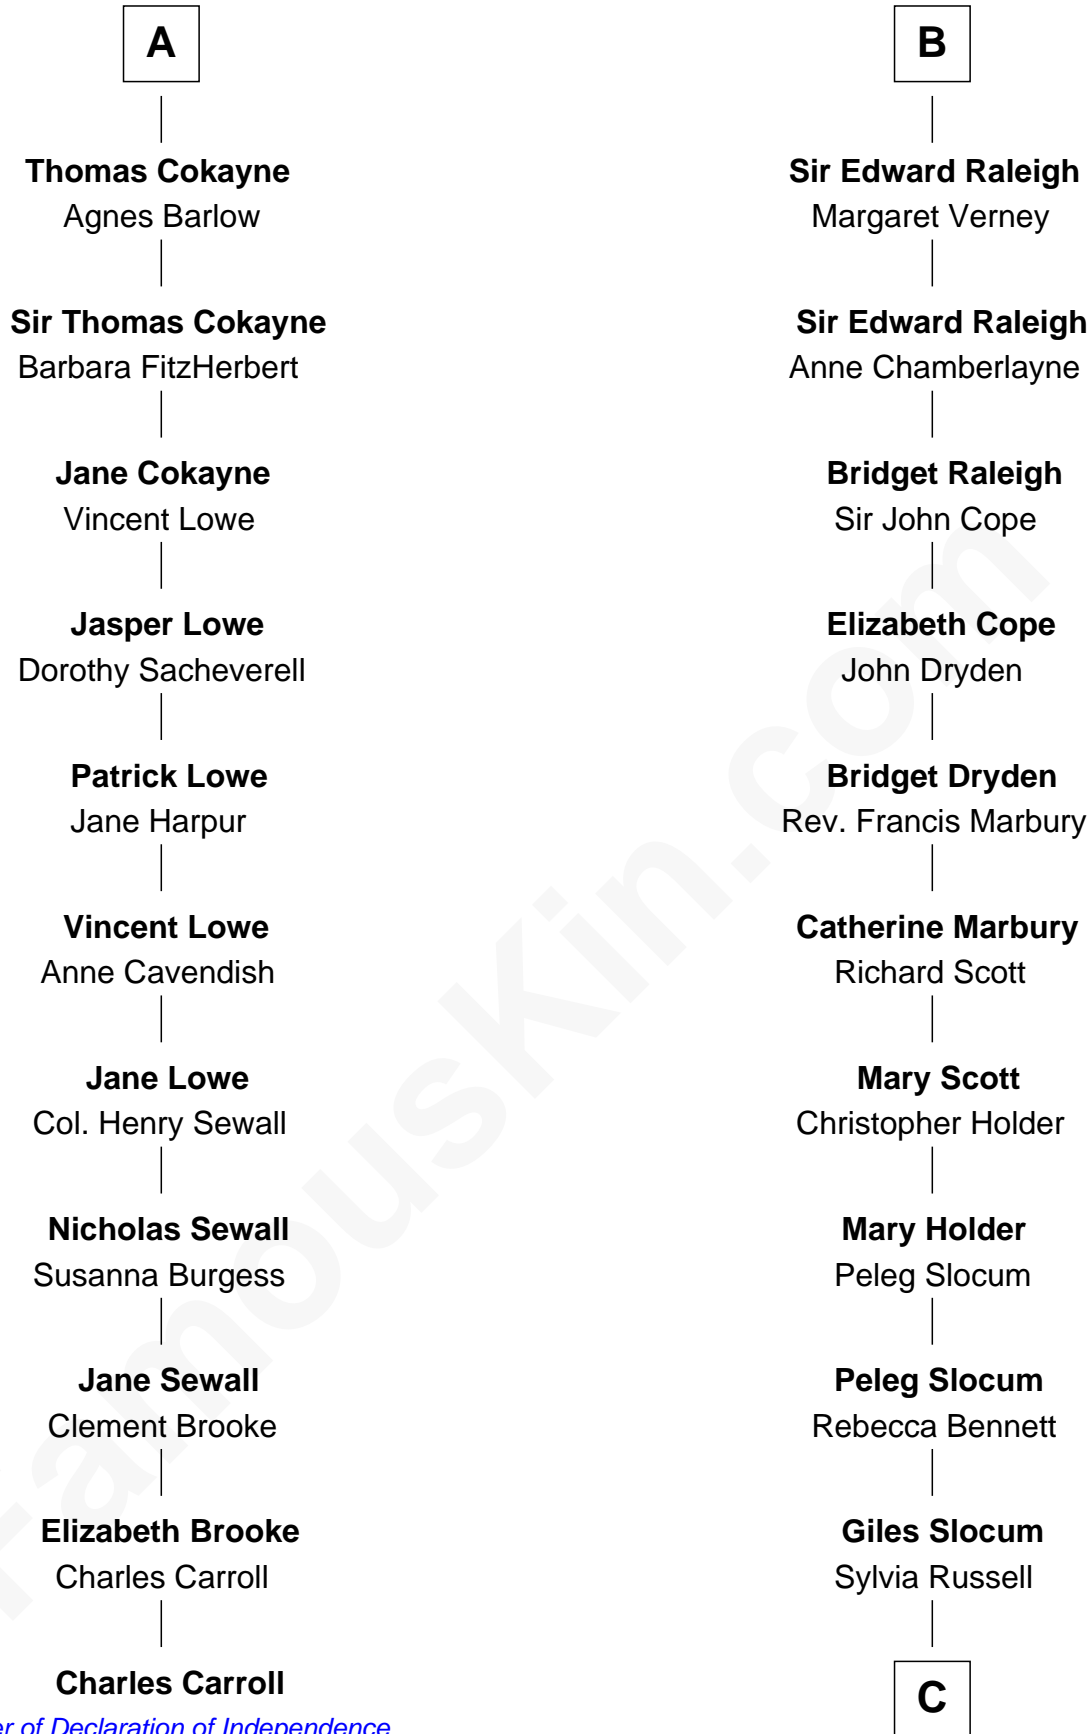 A
Thomas Cokayne
Agnes Barlow
Sir Thomas Cokayne
Barbara FitzHerbert
Jane Cokayne
Vincent Lowe
Jasper Lowe
Dorothy Sacheverell
Patrick Lowe
Jane Harpur
Vincent Lowe
Anne Cavendish
Jane Lowe
Col. Henry Sewall
Nicholas Sewall
Susanna Burgess
Jane Sewall
Clement Brooke
Elizabeth Brooke
Charles Carroll
Charles Carroll
er of Declaration of Independence
B
Sir Edward Raleigh
Margaret Verney
Sir Edward Raleigh
Anne Chamberlayne
Bridget Raleigh
Sir John Cope
Elizabeth Cope
John Dryden
Bridget Dryden
Rev. Francis Marbury
Catherine Marbury
Richard Scott
Mary Scott
Christopher Holder
Mary Holder
Peleg Slocum
Peleg Slocum
Rebecca Bennett
Giles Slocum
Sylvia Russell
C
FamousKin.com